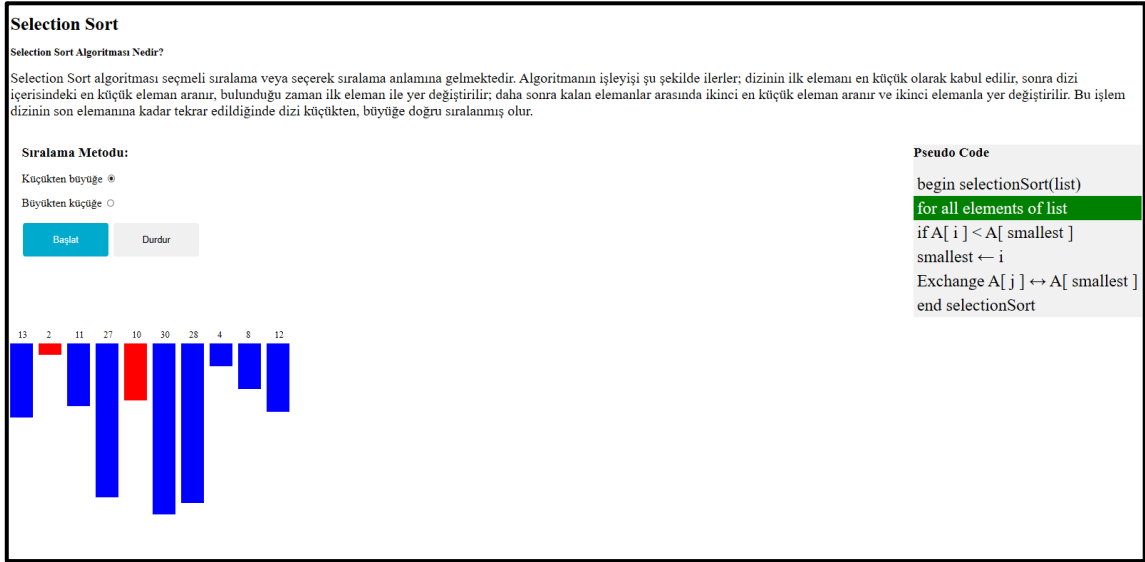 Selection Sort
Selection Sort Algoritması Nedir?
Selection Sort algoritması seçmeli sıralama veya seçerek sıralama anlamına gelmektedir. Algoritmanın işleyişi şu şekilde ilerler; dizinin ilk elemanı en küçük olarak kabul edilir, sonra dizi
içerisindeki en küçük eleman aranır, bulunduğu zaman ilk eleman ile yer değiştirilir; daha sonra kalan elemanlar arasında ikinci en küçük eleman aranır ve ikinci elemanla yer değiştirilir. Bu işlem
dizinin son elemanına kadar tekrar edildiğinde dizi küçükten, büyüğe doğru sıralanmış olur.
Sıralama Metodu:
Küçükten büyüğe
Büyükten küçüğe
Başlat Durdur
Pseudo Code
begin selectionSort(list)
for all elements of list
if A[ i ] < A[ smallest ]
smallest ← i
Exchange A[ j ] ↔ A[ smallest ]
end selectionSort
13 2 11 27 10 30 28 4 8 12